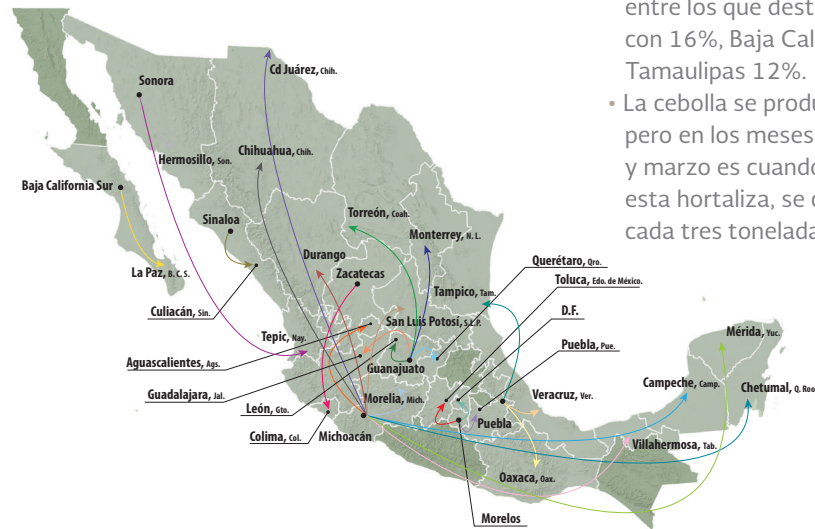 entre los que dest
con 16%, Baja Cal
Tamaulipas 12%.
• La cebolla se produ
pero en los meses
y marzo es cuando
esta hortaliza, se c
cada tres tonelada
Cd Juárez, Chih.
Sonora
Chihuahua, Chih.
Hermosillo, Son.
Baja California Sur
Sinaloa
Torreón, Coah.
Monterrey, N. L.
Durango
Querétaro, Qro.
La Paz, B. C. S.
Zacatecas
Toluca, Edo. de México.
Tampico, Tam.
Culiacán, Sin.
San Luis Potosí, S.L.P.
D.F.
Tepic, Nay.
Mérida, Yuc.
Puebla, Pue.
Aguascalientes, Ags.
Guanajuato
Campeche, Camp.
Chetumal, Q. Roo
Guadalajara, Jal.
Morelia, Mich.
Veracruz, Ver.
León, Gto.
Puebla
Colima, Col.
Michoacán
Villahermosa, Tab.
Oaxaca, Oax.
Morelos